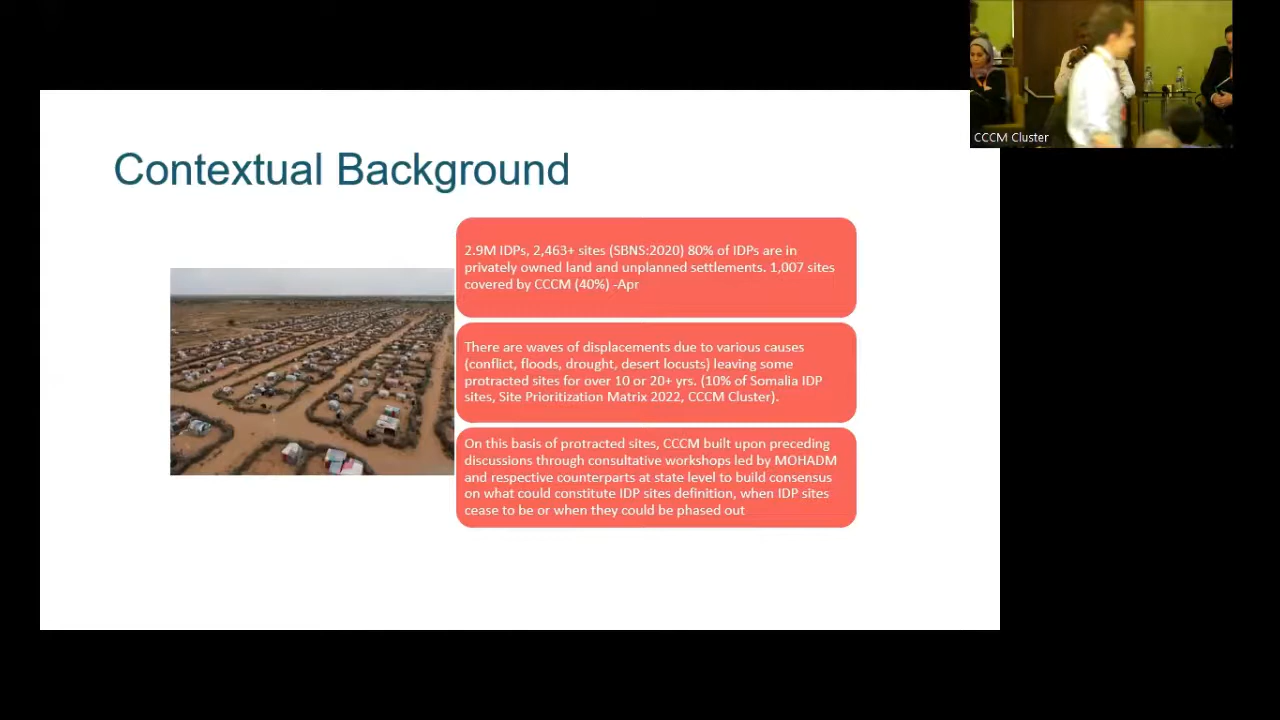 CCCM Cluster
Contextual Background
2.9M IDPs, 2,463+ sites (SBNS:2020) 80% of IDPs are in
privately owned land and unplanned settlements. 1,007 sites
covered by CCCM (40%) -Apr
There are waves of displacements due to various causes
(conflict, floods, drought, desert locusts) leaving some
protracted sites for over 10 or 20+ yrs. (10% of Somalia IDP
sites, Site Prioritization Matrix 2022, CCCM Cluster).
On this basis of protracted sites, CCCM built upon preceding
discussions through consultative workshops led by MOHADM
and respective counterparts at state level to build consensus
on what could constitute IDP sites definition, when IDP sites
cease to be or when they could be phased out